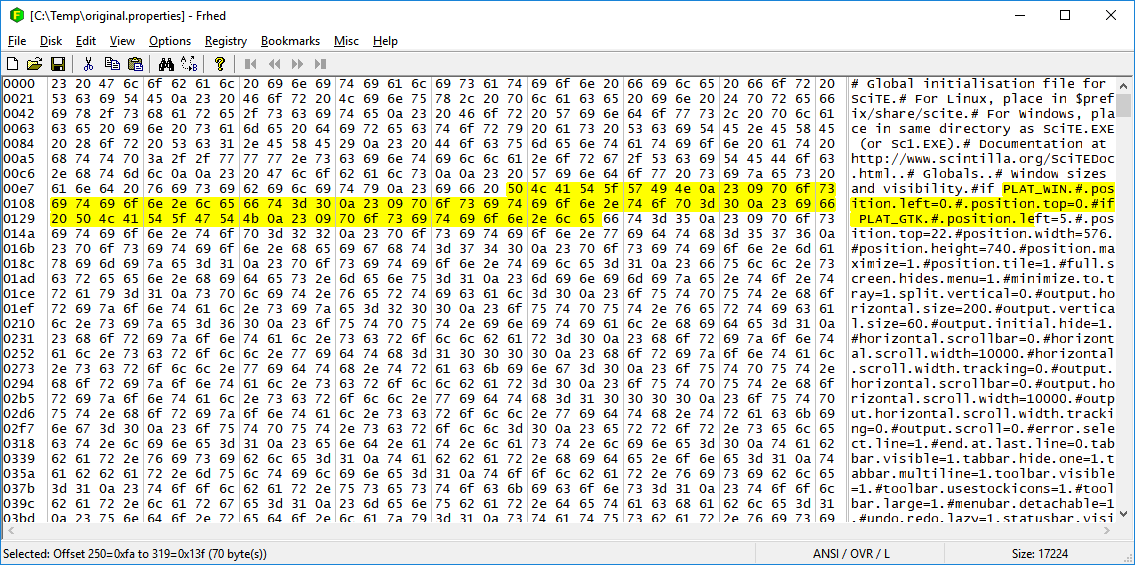 [C:\Temp\original.properties] - Frhed
File Disk Edit View Options Registry Bookmarks Misc Help
0000 23 20 47 6c 6f 62 61 6c 20 69 6e 69 74 69 61 6c 69 73 61 74 69 6f 6e 20 66 69 6c 65 20 66 6f 72 20 # Global initialisation file for
0021 53 63 69 54 45 0a 23 20 46 6f 72 20 4c 69 6e 75 78 2c 20 70 6c 61 63 65 20 69 6e 20 24 70 72 65 66 SciTE.# For Linux, place in $pref
0042 69 78 2f 73 68 61 72 65 2f 73 63 69 74 65 0a 23 20 46 6f 72 20 57 69 6e 64 6f 77 73 2c 20 70 6c 61 ix/share/scite.# For Windows, pla
0063 63 65 20 69 6e 20 73 61 6d 65 20 64 69 72 65 63 74 6f 72 79 20 61 73 20 53 63 69 54 45 2e 45 58 45 ce in same directory as SciTE.EXE
0084 20 28 6f 72 20 53 63 31 2e 45 58 45 29 0a 23 20 44 6f 63 75 6d 65 6e 74 61 74 69 6f 6e 20 61 74 20 (or Sc1.EXE).# Documentation at
00a5 68 74 74 70 3a 2f 2f 77 77 77 2e 73 63 69 6e 74 69 6c 6c 61 2e 6f 72 67 2f 53 63 69 54 45 44 6f 63 http://www.scintilla.org/SciTEDoc
00c6 2e 68 74 6d 6c 0a 0a 23 20 47 6c 6f 62 61 6c 73 0a 0a 23 20 57 69 6e 64 6f 77 20 73 69 7a 65 73 20 .html..# Globals..# Window sizes
00e7 61 6e 64 20 76 69 73 69 62 69 6c 69 74 79 0a 23 69 66 20 50 4c 41 54 5f 57 49 4e 0a 23 09 70 6f 73 and visibility.#if PLAT_WIN.#.pos
0108 69 74 69 6f 6e 2e 6c 65 66 74 3d 30 0a 23 09 70 6f 73 69 74 69 6f 6e 2e 74 6f 70 3d 30 0a 23 69 66 ition.left=0.#.position.top=0.#if
0129 20 50 4c 41 54 5f 47 54 4b 0a 23 09 70 6f 73 69 74 69 6f 6e 2e 6c 65 66 74 3d 35 0a 23 09 70 6f 73 PLAT_GTK.#.position.left=5.#.pos
014a 69 74 69 6f 6e 2e 74 6f 70 3d 32 32 0a 23 70 6f 73 69 74 69 6f 6e 2e 77 69 64 74 68 3d 35 37 36 0a ition.top=22.#position.width=576.
016b 23 70 6f 73 69 74 69 6f 6e 2e 68 65 69 67 68 74 3d 37 34 30 0a 23 70 6f 73 69 74 69 6f 6e 2e 6d 61 #position.height=740.#position.ma
018c 78 69 6d 69 7a 65 3d 31 0a 23 70 6f 73 69 74 69 6f 6e 2e 74 69 6c 65 3d 31 0a 23 66 75 6c 6c 2e 73 ximize=1.#position.tile=1.#full.s
01ad 63 72 65 65 6e 2e 68 69 64 65 73 2e 6d 65 6e 75 3d 31 0a 23 6d 69 6e 69 6d 69 7a 65 2e 74 6f 2e 74 creen.hides.menu=1.#minimize.to.t
01ce 72 61 79 3d 31 0a 73 70 6c 69 74 2e 76 65 72 74 69 63 61 6c 3d 30 0a 23 6f 75 74 70 75 74 2e 68 6f ray=1.split.vertical=0.#output.ho
01ef 72 69 7a 6f 6e 74 61 6c 2e 73 69 7a 65 3d 32 30 30 0a 23 6f 75 74 70 75 74 2e 76 65 72 74 69 63 61 rizontal.size=200.#output.vertica
0210 6c 2e 73 69 7a 65 3d 36 30 0a 23 6f 75 74 70 75 74 2e 69 6e 69 74 69 61 6c 2e 68 69 64 65 3d 31 0a l.size=60.#output.initial.hide=1.
0231 23 68 6f 72 69 7a 6f 6e 74 61 6c 2e 73 63 72 6f 6c 6c 62 61 72 3d 30 0a 23 68 6f 72 69 7a 6f 6e 74 #horizontal.scrollbar=0.#horizont
0252 61 6c 2e 73 63 72 6f 6c 6c 2e 77 69 64 74 68 3d 31 30 30 30 30 0a 23 68 6f 72 69 7a 6f 6e 74 61 6c al.scroll.width=10000.#horizontal
0273 2e 73 63 72 6f 6c 6c 2e 77 69 64 74 68 2e 74 72 61 63 6b 69 6e 67 3d 30 0a 23 6f 75 74 70 75 74 2e .scroll.width.tracking=0.#output.
0294 68 6f 72 69 7a 6f 6e 74 61 6c 2e 73 63 72 6f 6c 6c 62 61 72 3d 30 0a 23 6f 75 74 70 75 74 2e 68 6f horizontal.scrollbar=0.#output.ho
02b5 72 69 7a 6f 6e 74 61 6c 2e 73 63 72 6f 6c 6c 2e 77 69 64 74 68 3d 31 30 30 30 30 0a 23 6f 75 74 70 rizontal.scroll.width=10000.#outp
02d6 75 74 2e 68 6f 72 69 7a 6f 6e 74 61 6c 2e 73 63 72 6f 6c 6c 2e 77 69 64 74 68 2e 74 72 61 63 6b 69 ut.horizontal.scroll.width.tracki
02f7 6e 67 3d 30 0a 23 6f 75 74 70 75 74 2e 73 63 72 6f 6c 6c 3d 30 0a 23 65 72 72 6f 72 2e 73 65 6c 65 ng=0.#output.scroll=0.#error.sele
0318 63 74 2e 6c 69 6e 65 3d 31 0a 23 65 6e 64 2e 61 74 2e 6c 61 73 74 2e 6c 69 6e 65 3d 30 0a 74 61 62 ct.line=1.#end.at.last.line=0.tab
0339 62 61 72 2e 76 69 73 69 62 6c 65 3d 31 0a 74 61 62 62 61 72 2e 68 69 64 65 2e 6f 6e 65 3d 31 0a 74 bar.visible=1.tabbar.hide.one=1.t
035a 61 62 62 61 72 2e 6d 75 6c 74 69 6c 69 6e 65 3d 31 0a 74 6f 6f 6c 62 61 72 2e 76 69 73 69 62 6c 65 abbar.multiline=1.toolbar.visible
037b 3d 31 0a 23 74 6f 6f 6c 62 61 72 2e 75 73 65 73 74 6f 63 6b 69 63 6f 6e 73 3d 31 0a 23 74 6f 6f 6c =1.#toolbar.usestockicons=1.#tool
039c 62 61 72 2e 6c 61 72 67 65 3d 31 0a 23 6d 65 6e 75 62 61 72 2e 64 65 74 61 63 68 61 62 6c 65 3d 31 bar.large=1.#menubar.detachable=1
03bd 0a 23 75 6e 64 6f 2e 72 65 64 6f 2e 6c 61 7a 79 3d 31 0a 73 74 61 74 75 73 62 61 72 2e 76 69 73 69 .#undo.redo.lazy=1.statusbar.visi
Selected: Offset 250=0xfa to 319=0x13f (70 byte(s)) ANSI / OVR / L Size: 17224